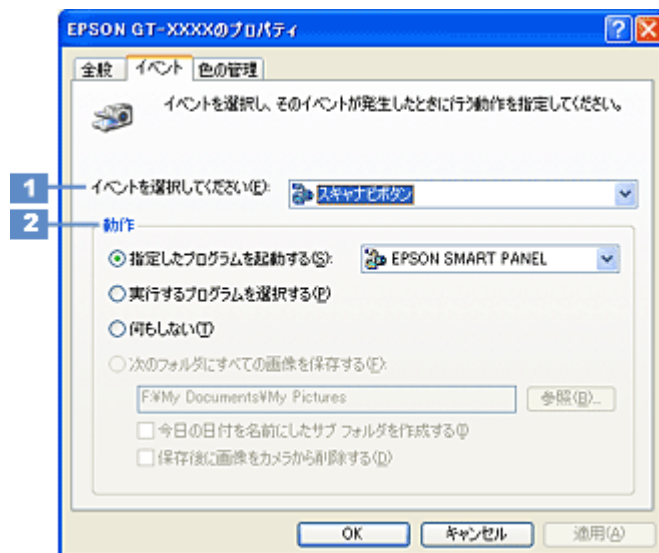 EPSON GT-XXXXのプロパティ
全般 イベント 色の管理
イベントを選択し、そのイベントが発生したときに行う動作を指定してください。
1 イベントを選択してください(E): スキャナビボタン
2 動作
指定したプログラムを起動する(S): EPSON SMART PANEL
実行するプログラムを選択する(P)
何もしない(T)
次のフォルダにすべての画像を保存する(F):
F:¥My Documents¥My Pictures 参照(B)...
今日の日付を名前にしたサブ フォルダを作成する(I)
保存後に画像をカメラから削除する(D)
OK キャンセル 適用(A)